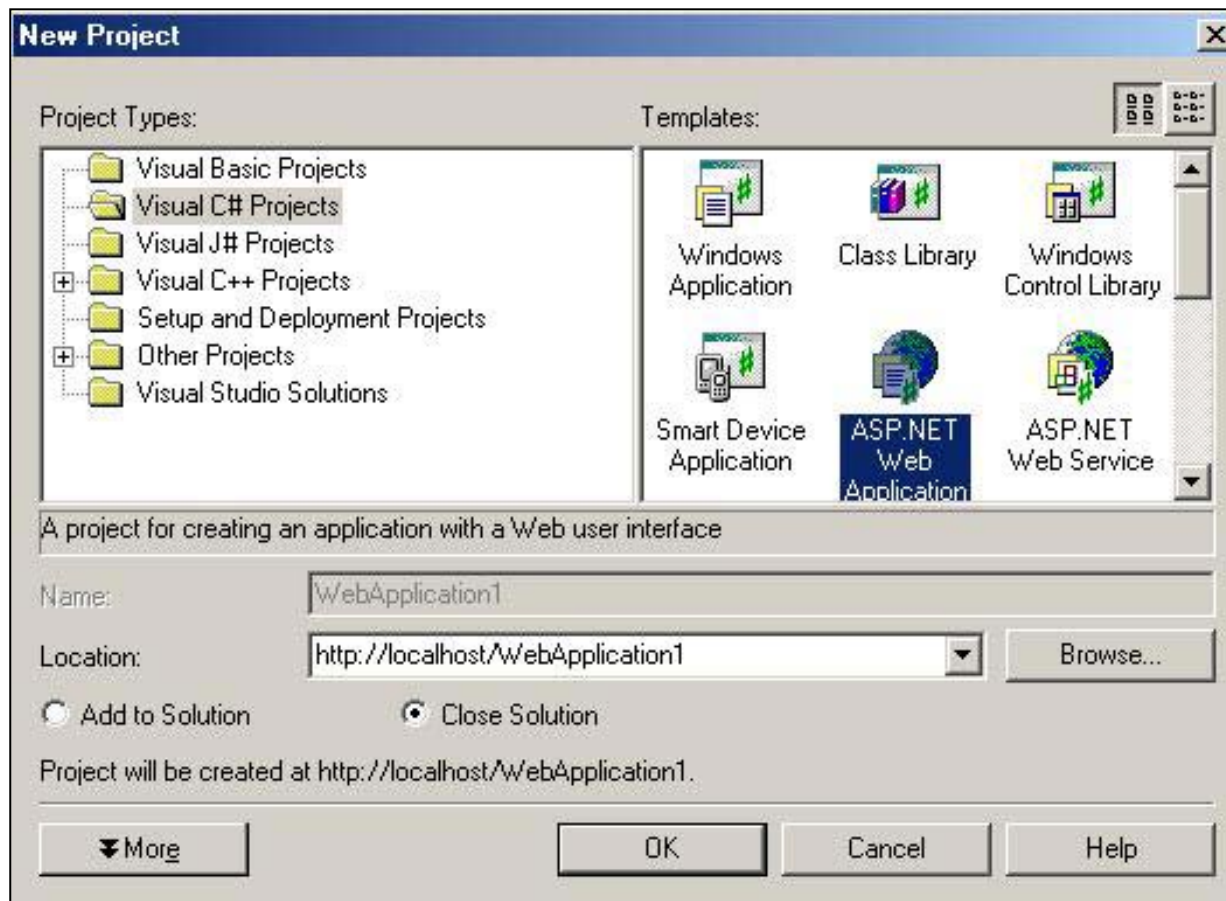 New Project
Project Types:
Templates:
Visual Basic Projects
Visual C# Projects
Visual J# Projects
Visual C++ Projects
Setup and Deployment Projects
Other Projects
Visual Studio Solutions
Windows
Application
Class Library
Windows
Control Library
Smart Device
Application
ASP.NET
Web
Application
ASP.NET
Web Service
A project for creating an application with a Web user interface
Name:
WebApplication1
Location:
http://localhost/WebApplication1
Browse...
Add to Solution
Close Solution
Project will be created at http://localhost/WebApplication1.
More
OK
Cancel
Help